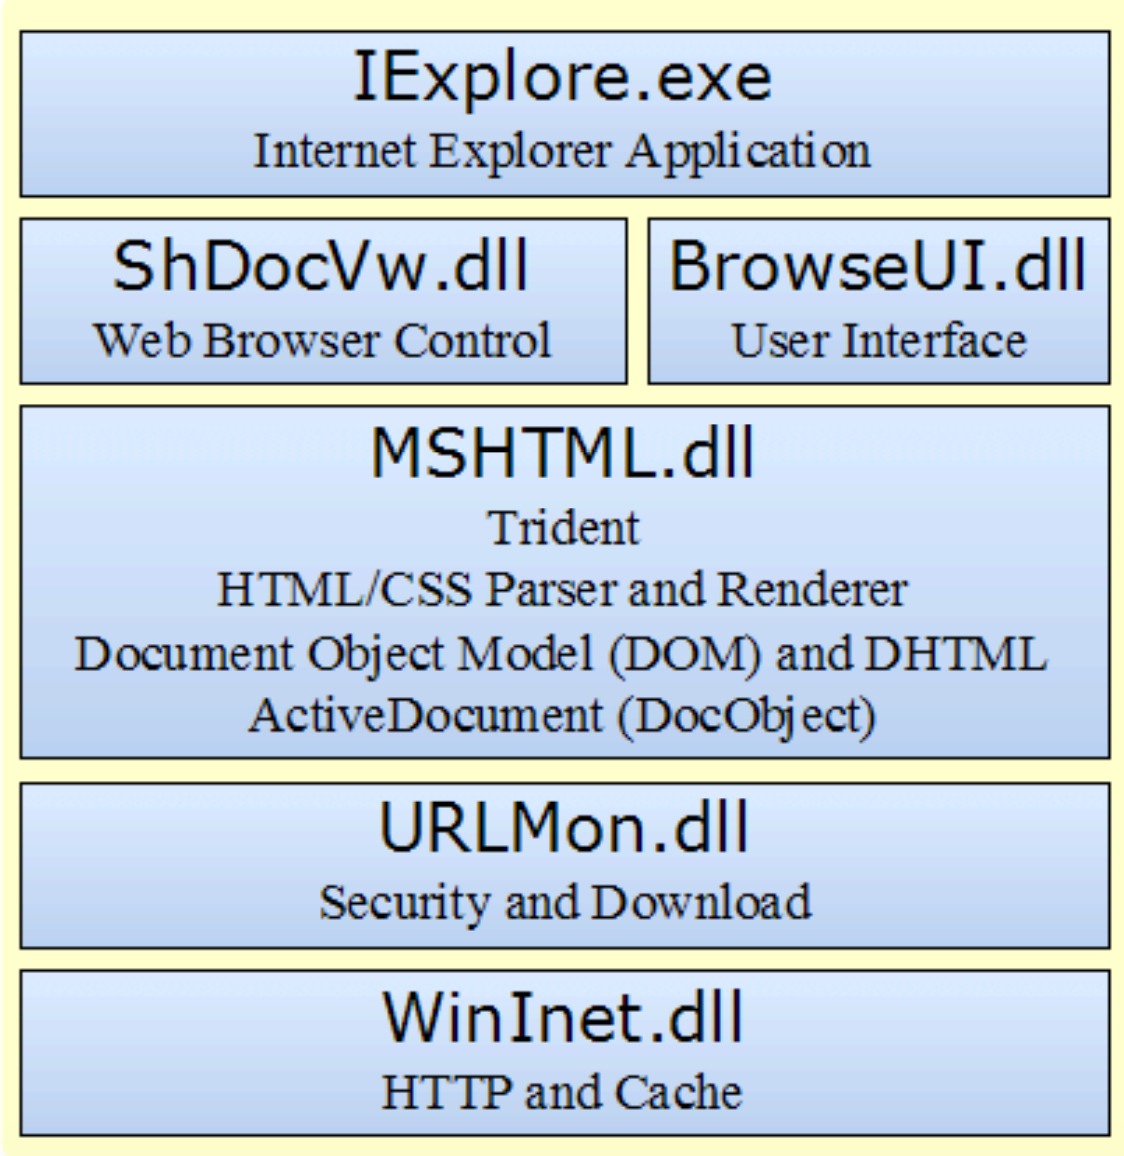 IExplore.exe
Internet Explorer Application
ShDocVw.dll
Web Browser Control
BrowseUI.dll
User Interface
MSHTML.dll
Trident
HTML/CSS Parser and Renderer
Document Object Model (DOM) and DHTML
ActiveDocument (DocObject)
URLMon.dll
Security and Download
WinInet.dll
HTTP and Cache